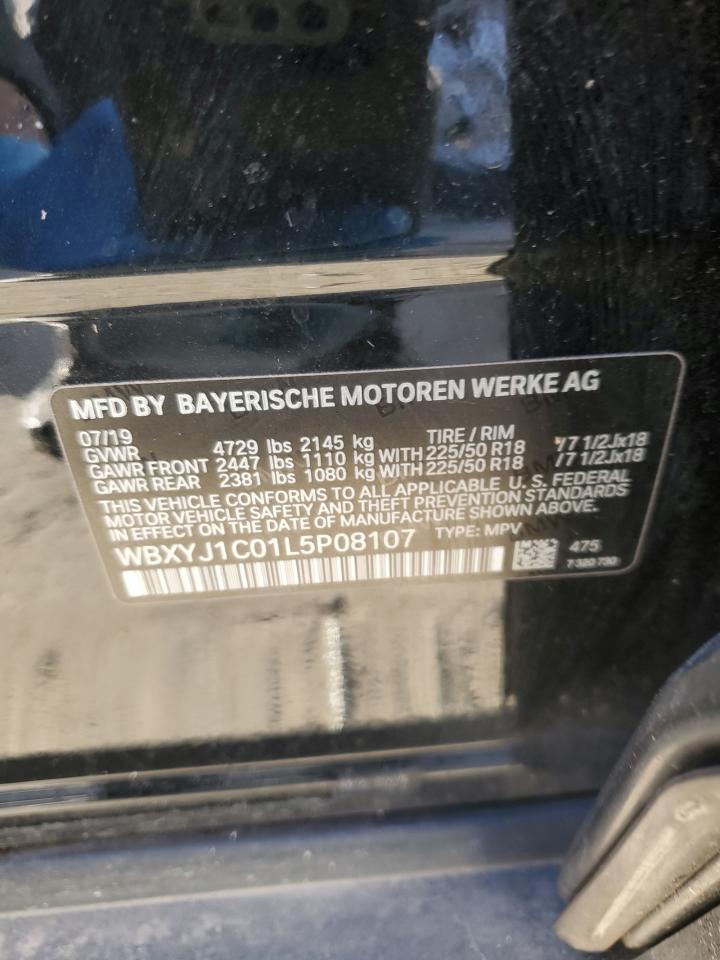 MFD BY BAYERISCHE MOTOREN WERKE AG
07/19 TIRE / RIM
GVWR 4729 lbs 2145 kg
GAWR FRONT 2447 lbs 1110 kg WITH 225/50 R18 /7 1/2Jx18
GAWR REAR 2381 lbs 1080 kg WITH 225/50 R18 /7 1/2Jx18
THIS VEHICLE CONFORMS TO ALL APPLICABLE U.S. FEDERAL
MOTOR VEHICLE SAFETY AND THEFT PREVENTION STANDARDS
IN EFFECT ON THE DATE OF MANUFACTURE SHOWN ABOVE.
WBXYJ1C01L5P08107 TYPE: MPV
475
7 320 730